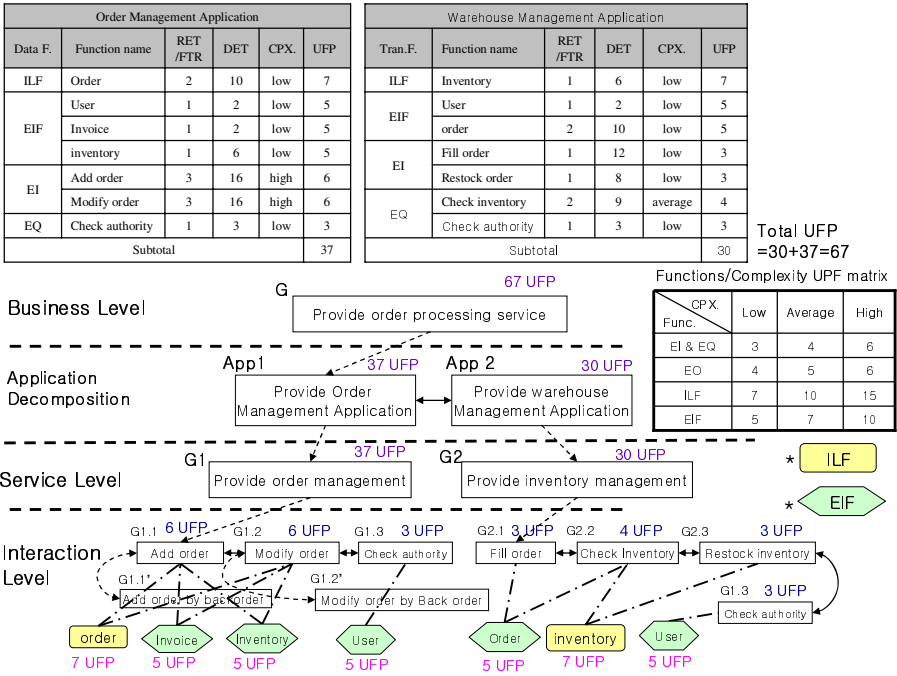 Order Management Application
Data F. Function name RET /FTR DET CPX. UFP
ILF Order 2 10 low 7
EIF User 1 2 low 5
Invoice 1 2 low 5
inventory 1 6 low 5
EI Add order 3 16 high 6
Modify order 3 16 high 6
EQ Check authority 1 3 low 3
Subtotal 37
Warehouse Management Application
Tran.F. Function name RET /FTR DET CPX. UFP
ILF Inventory 1 6 low 7
EIF User 1 2 low 5
order 2 10 low 5
EI Fill order 1 12 low 3
Restock order 1 8 low 3
EQ Check inventory 2 9 average 4
Check authority 1 3 low 3
Subtotal 30
Total UFP
=30+37=67
Functions/Complexity UPF matrix
CPX. Func. Low Average High
EI & EQ 3 4 6
EO 4 5 6
ILF 7 10 15
EIF 5 7 10
* ILF
* EIF
Business Level
G 67 UFP
Provide order processing service
Application
Decomposition
App1 37 UFP
Provide Order
Management Application
App 2 30 UFP
Provide warehouse
Management Application
Service Level
G1 37 UFP
Provide order management
G2 30 UFP
Provide inventory management
Interaction
Level
G1.1 6 UFP
Add order
G1.2 6 UFP
Modify order
G1.3 3 UFP
Check authority
G2.1 3 UFP
Fill order
G2.2 4 UFP
Check Inventory
G2.3 3 UFP
Restock inventory
G1.1'
Add order by backorder
G1.2'
Modify order by Back order
G1.3 3 UFP
Check authority
order
7 UFP
Invoice
5 UFP
Inventory
5 UFP
User
5 UFP
Order
5 UFP
inventory
7 UFP
User
5 UFP